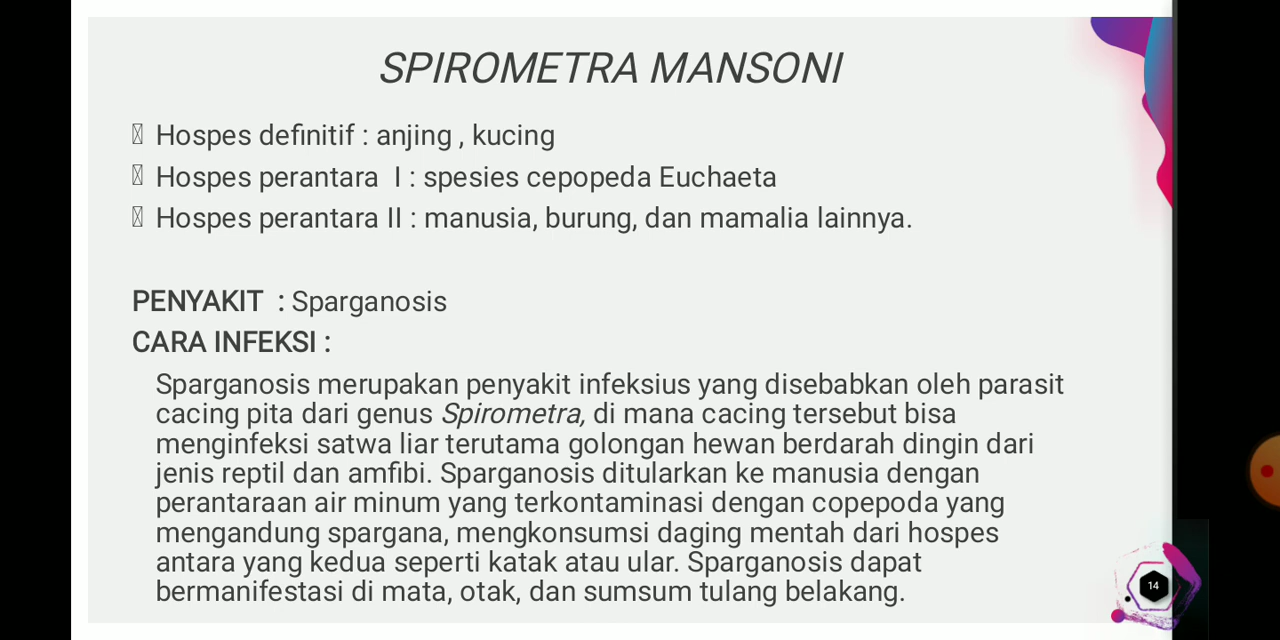 SPIROMETRA MANSONI
Hospes definitif : anjing , kucing
Hospes perantara I : spesies cepopeda Euchaeta
Hospes perantara II : manusia, burung, dan mamalia lainnya.
PENYAKIT : Sparganosis
CARA INFEKSI :
Sparganosis merupakan penyakit infeksius yang disebabkan oleh parasit
cacing pita dari genus Spirometra, di mana cacing tersebut bisa
menginfeksi satwa liar terutama golongan hewan berdarah dingin dari
jenis reptil dan amfibi. Sparganosis ditularkan ke manusia dengan
perantaraan air minum yang terkontaminasi dengan copepoda yang
mengandung spargana, mengkonsumsi daging mentah dari hospes
antara yang kedua seperti katak atau ular. Sparganosis dapat
bermanifestasi di mata, otak, dan sumsum tulang belakang.
14